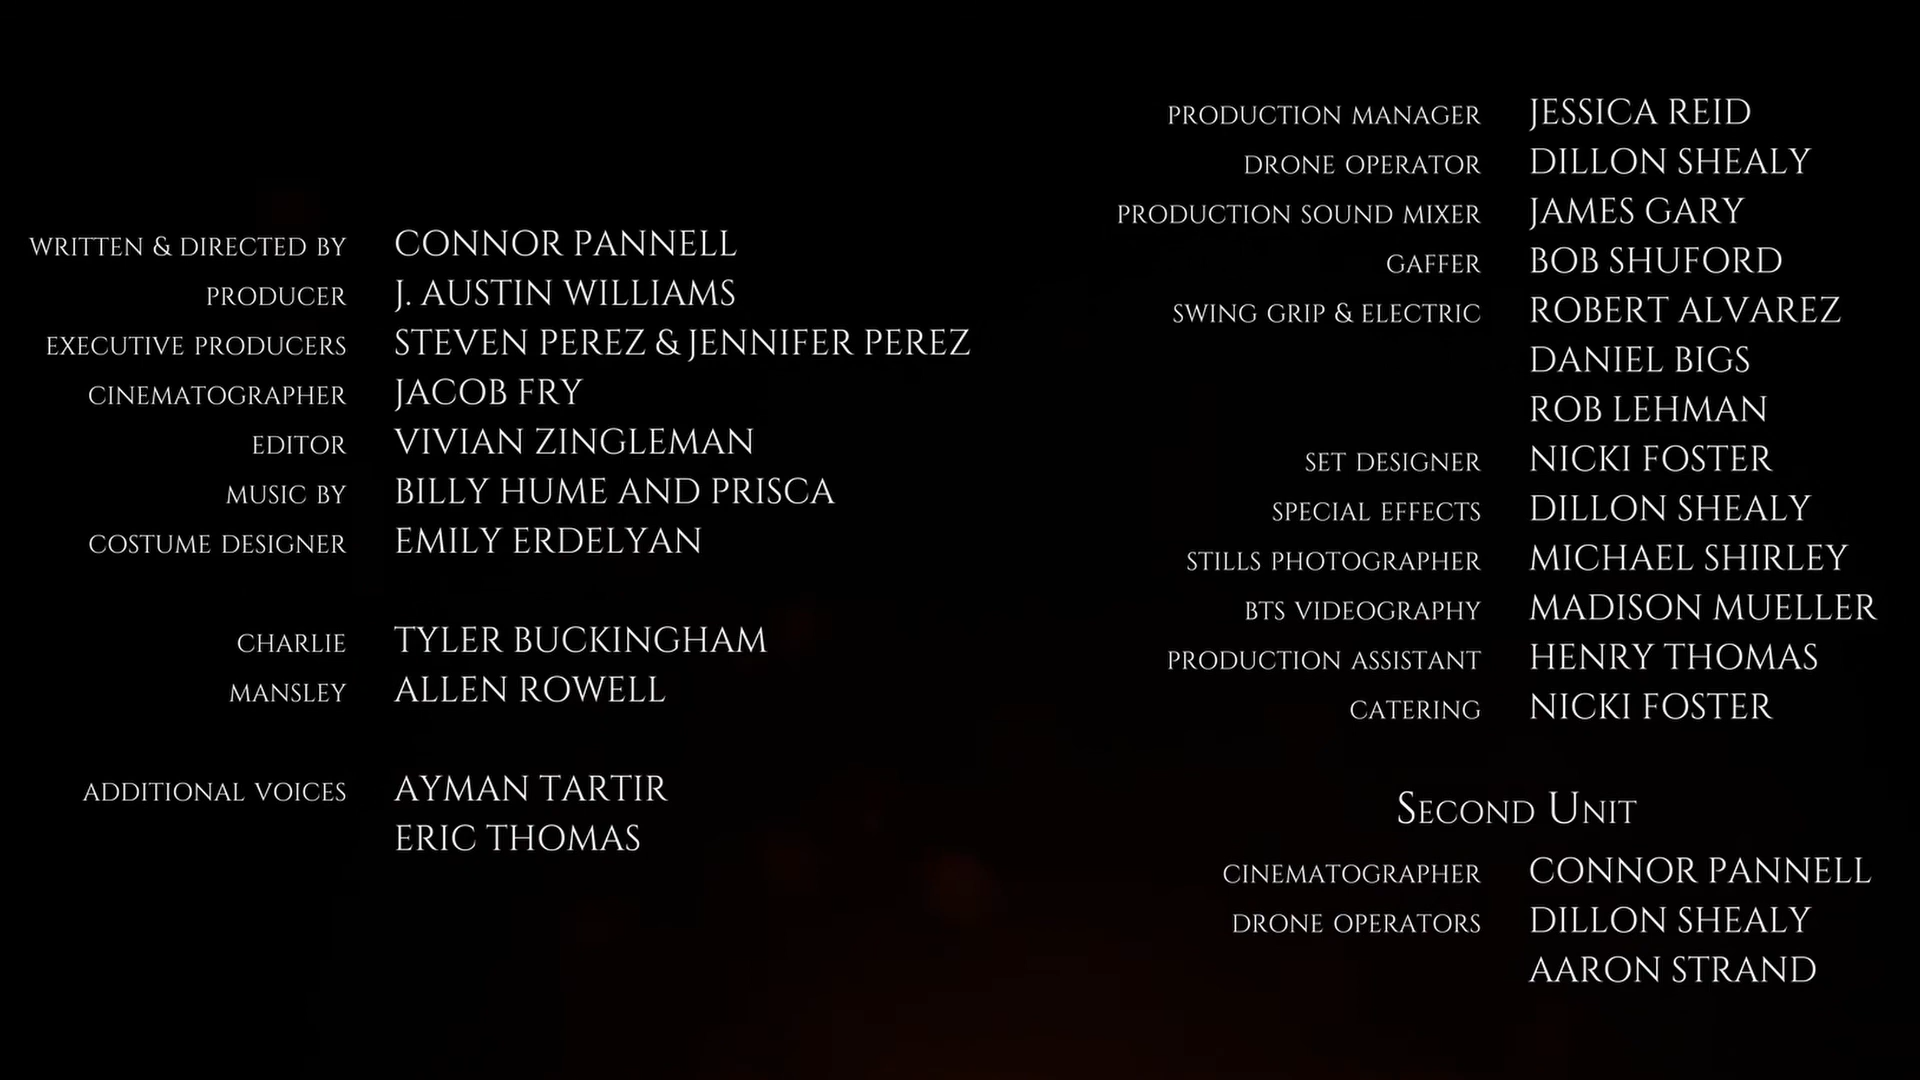 WRITTEN & DIRECTED BY CONNOR PANNELL
PRODUCER J. AUSTIN WILLIAMS
EXECUTIVE PRODUCERS STEVEN PEREZ & JENNIFER PEREZ
CINEMATOGRAPHER JACOB FRY
EDITOR VIVIAN ZINGLEMAN
MUSIC BY BILLY HUME AND PRISCA
COSTUME DESIGNER EMILY ERDELYAN
CHARLIE TYLER BUCKINGHAM
MANSLEY ALLEN ROWELL
ADDITIONAL VOICES AYMAN TARTIR
ERIC THOMAS
PRODUCTION MANAGER JESSICA REID
DRONE OPERATOR DILLON SHEALY
PRODUCTION SOUND MIXER JAMES GARY
GAFFER BOB SHUFORD
SWING GRIP & ELECTRIC ROBERT ALVAREZ
DANIEL BIGS
ROB LEHMAN
SET DESIGNER NICKI FOSTER
SPECIAL EFFECTS DILLON SHEALY
STILLS PHOTOGRAPHER MICHAEL SHIRLEY
BTS VIDEOGRAPHY MADISON MUELLER
PRODUCTION ASSISTANT HENRY THOMAS
CATERING NICKI FOSTER
SECOND UNIT
CINEMATOGRAPHER CONNOR PANNELL
DRONE OPERATORS DILLON SHEALY
AARON STRAND